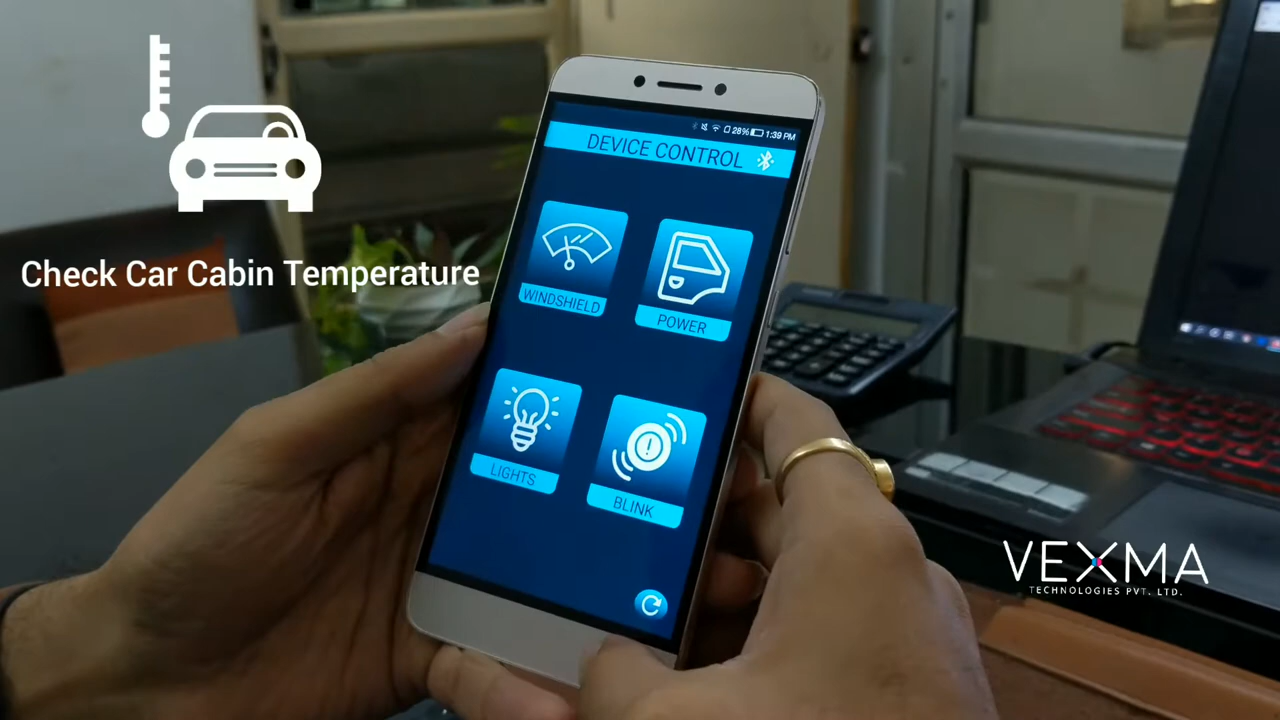 28% 1:39 PM
DEVICE CONTROL
WINDSHIELD
POWER
LIGHTS
BLINK
Check Car Cabin Temperature
VEXMA
TECHNOLOGIES PVT. LTD.